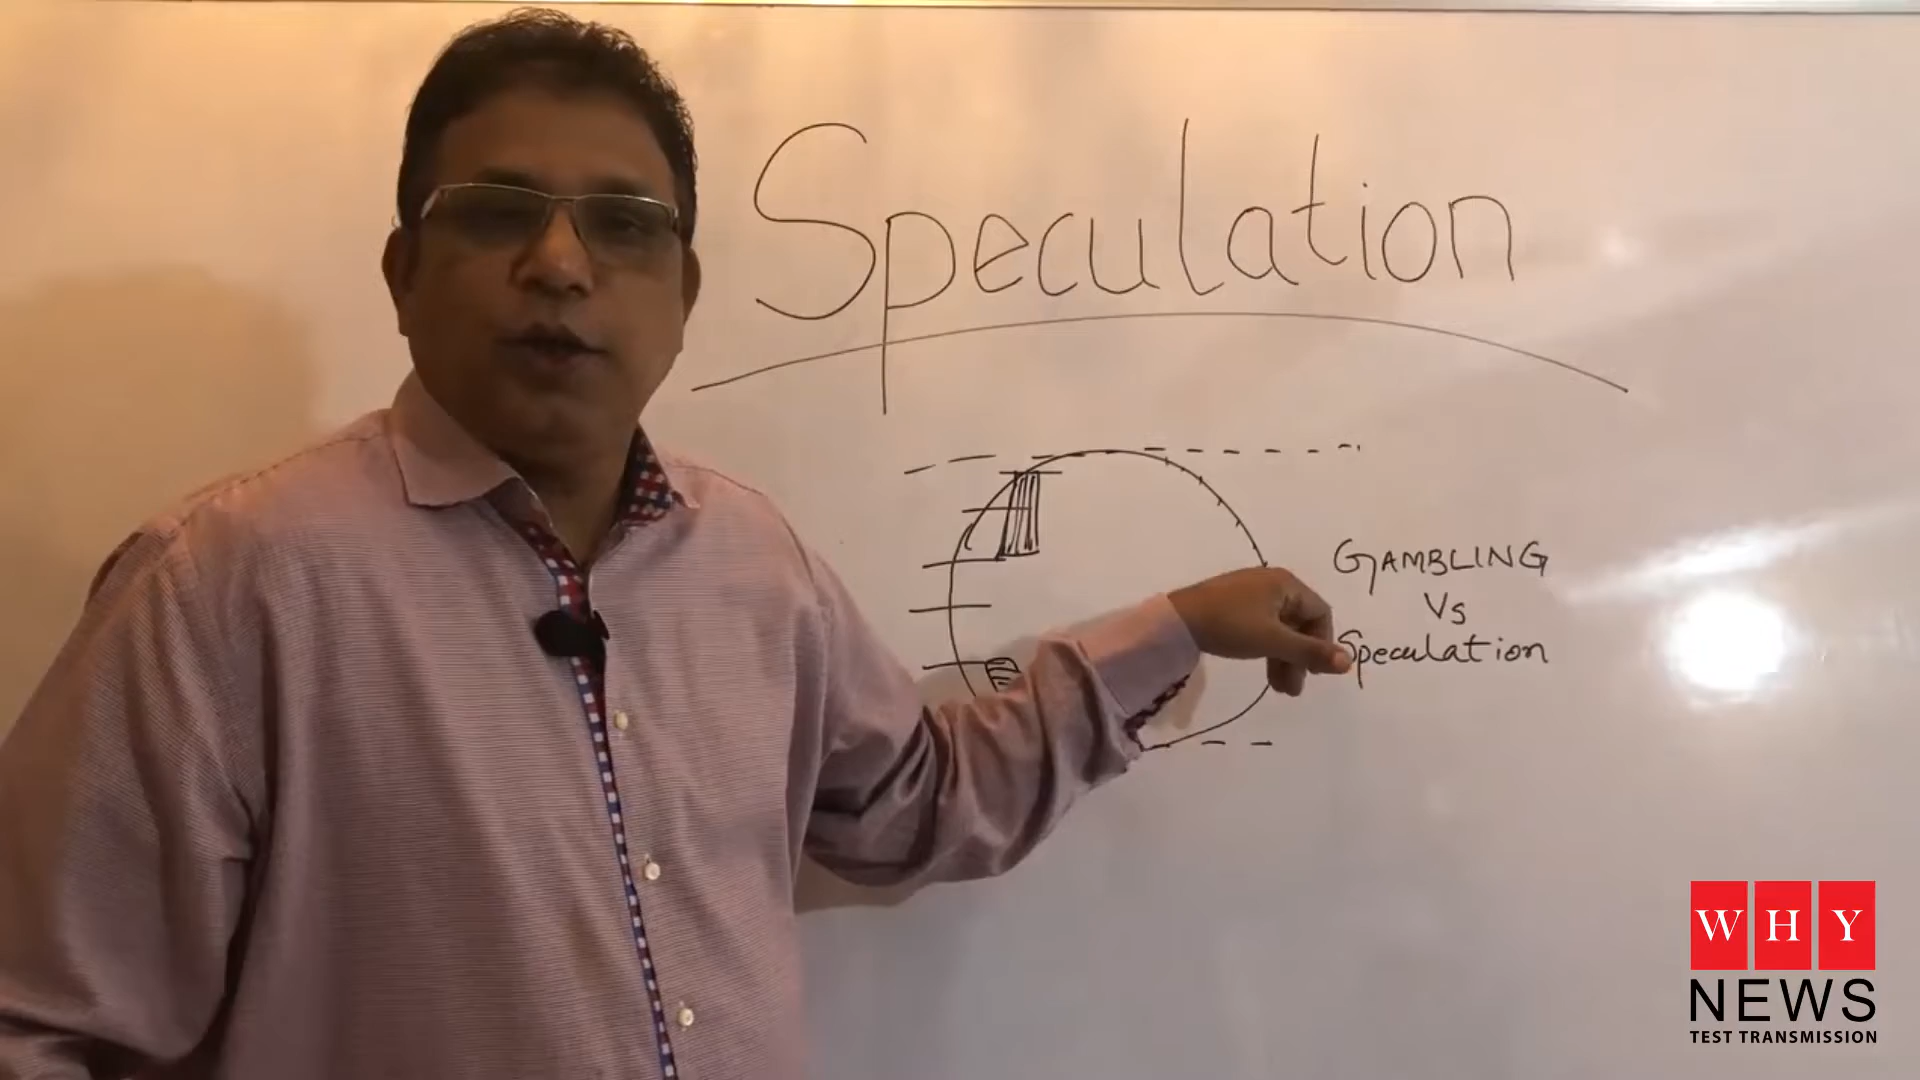 Speculation
GAMBLING
Vs
Speculation
WHY
NEWS
TEST TRANSMISSION